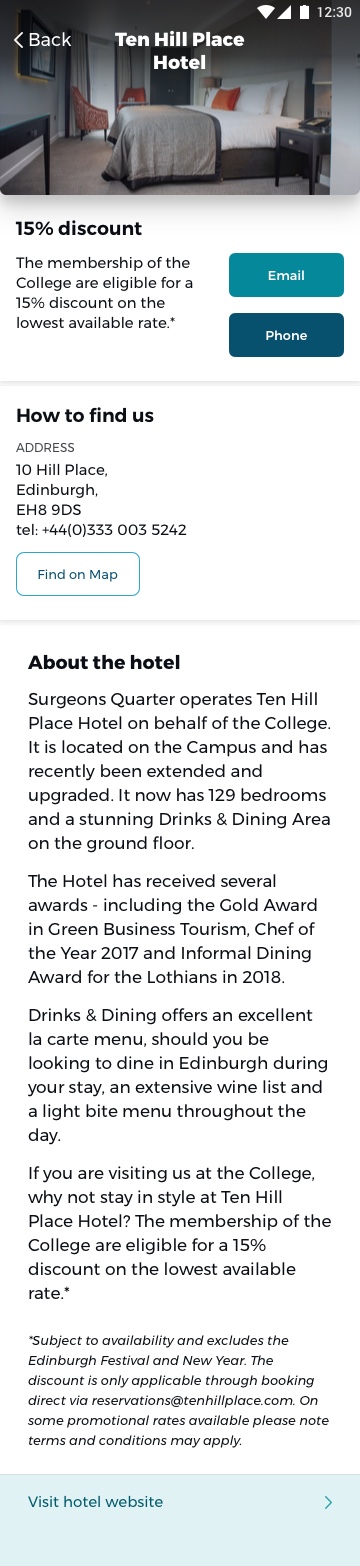 12:30
Back
Ten Hill Place
Hotel
15% discount
The membership of the
College are eligible for a
15% discount on the
lowest available rate.*
Email
Phone
How to find us
ADDRESS
10 Hill Place,
Edinburgh,
EH8 9DS
tel: +44(0)333 003 5242
Find on Map
About the hotel
Surgeons Quarter operates Ten Hill
Place Hotel on behalf of the College.
It is located on the Campus and has
recently been extended and
upgraded. It now has 129 bedrooms
and a stunning Drinks & Dining Area
on the ground floor.
The Hotel has received several
awards - including the Gold Award
in Green Business Tourism, Chef of
the Year 2017 and Informal Dining
Award for the Lothians in 2018.
Drinks & Dining offers an excellent
la carte menu, should you be
looking to dine in Edinburgh during
your stay, an extensive wine list and
a light bite menu throughout the
day.
If you are visiting us at the College,
why not stay in style at Ten Hill
Place Hotel? The membership of the
College are eligible for a 15%
discount on the lowest available
rate.*
*Subject to availability and excludes the
Edinburgh Festival and New Year. The
discount is only applicable through booking
direct via reservations@tenhillplace.com. On
some promotional rates available please note
terms and conditions may apply.
Visit hotel website